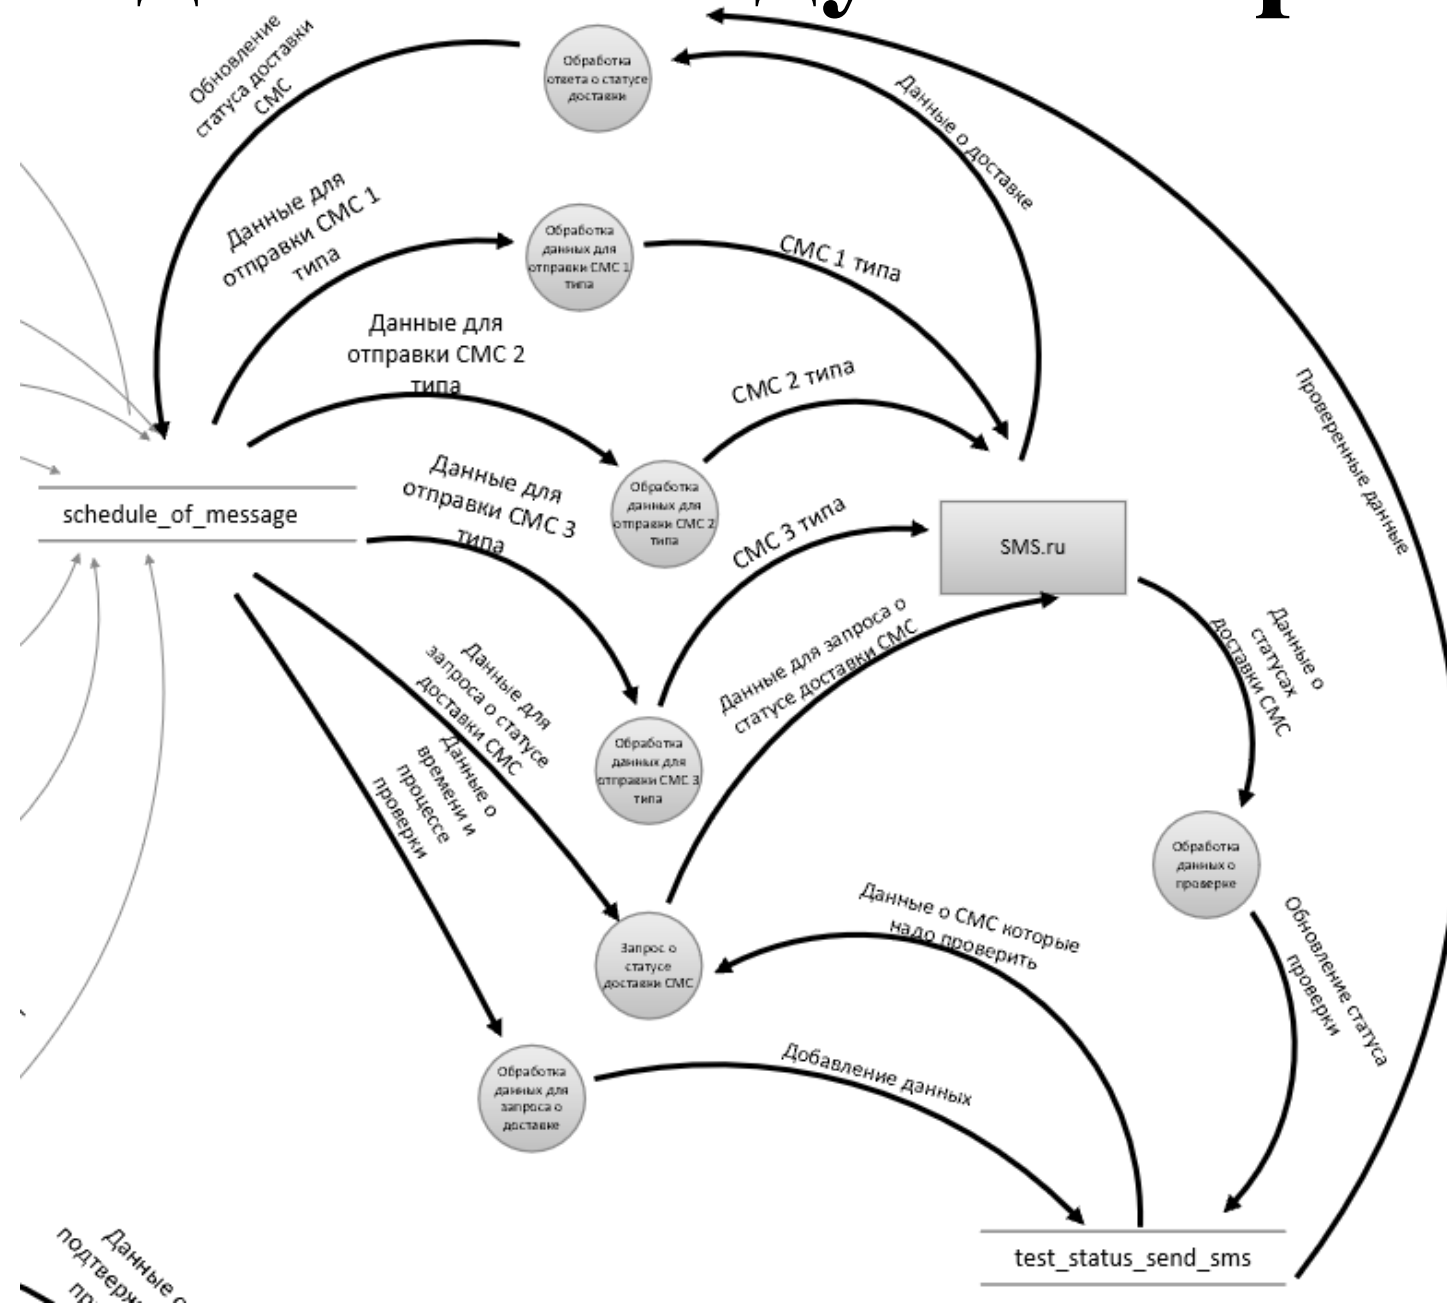 Обновление
статуса доставки
СМС
Обработка
ответа о статусе
доставки
Данные о доставке
Данные для
отправки СМС 1
типа
Обработка
данных для
отправки СМС 1
типа
СМС 1 типа
Данные для
отправки СМС 2
типа
СМС 2 типа
Проверенные данные
Данные для
отправки СМС 3
типа
Обработка
данных для
отправки СМС 2
типа
СМС 3 типа
schedule_of_message
SMS.ru
Данные для
запроса о статусе
доставки СМС
Данные для запроса о
статусе доставки СМС
Данные о
статусах
доставки СМС
Данные о
времени и
процессе
проверки
Обработка
данных для
отправки СМС 3
типа
Обработка
данных о
проверке
Данные о СМС которые
надо проверить
Запрос о
статусе
доставки СМС
Обновление статуса
проверки
Обработка
данных для
запроса о
доставке
Добавление данных
test_status_send_sms
Данные о